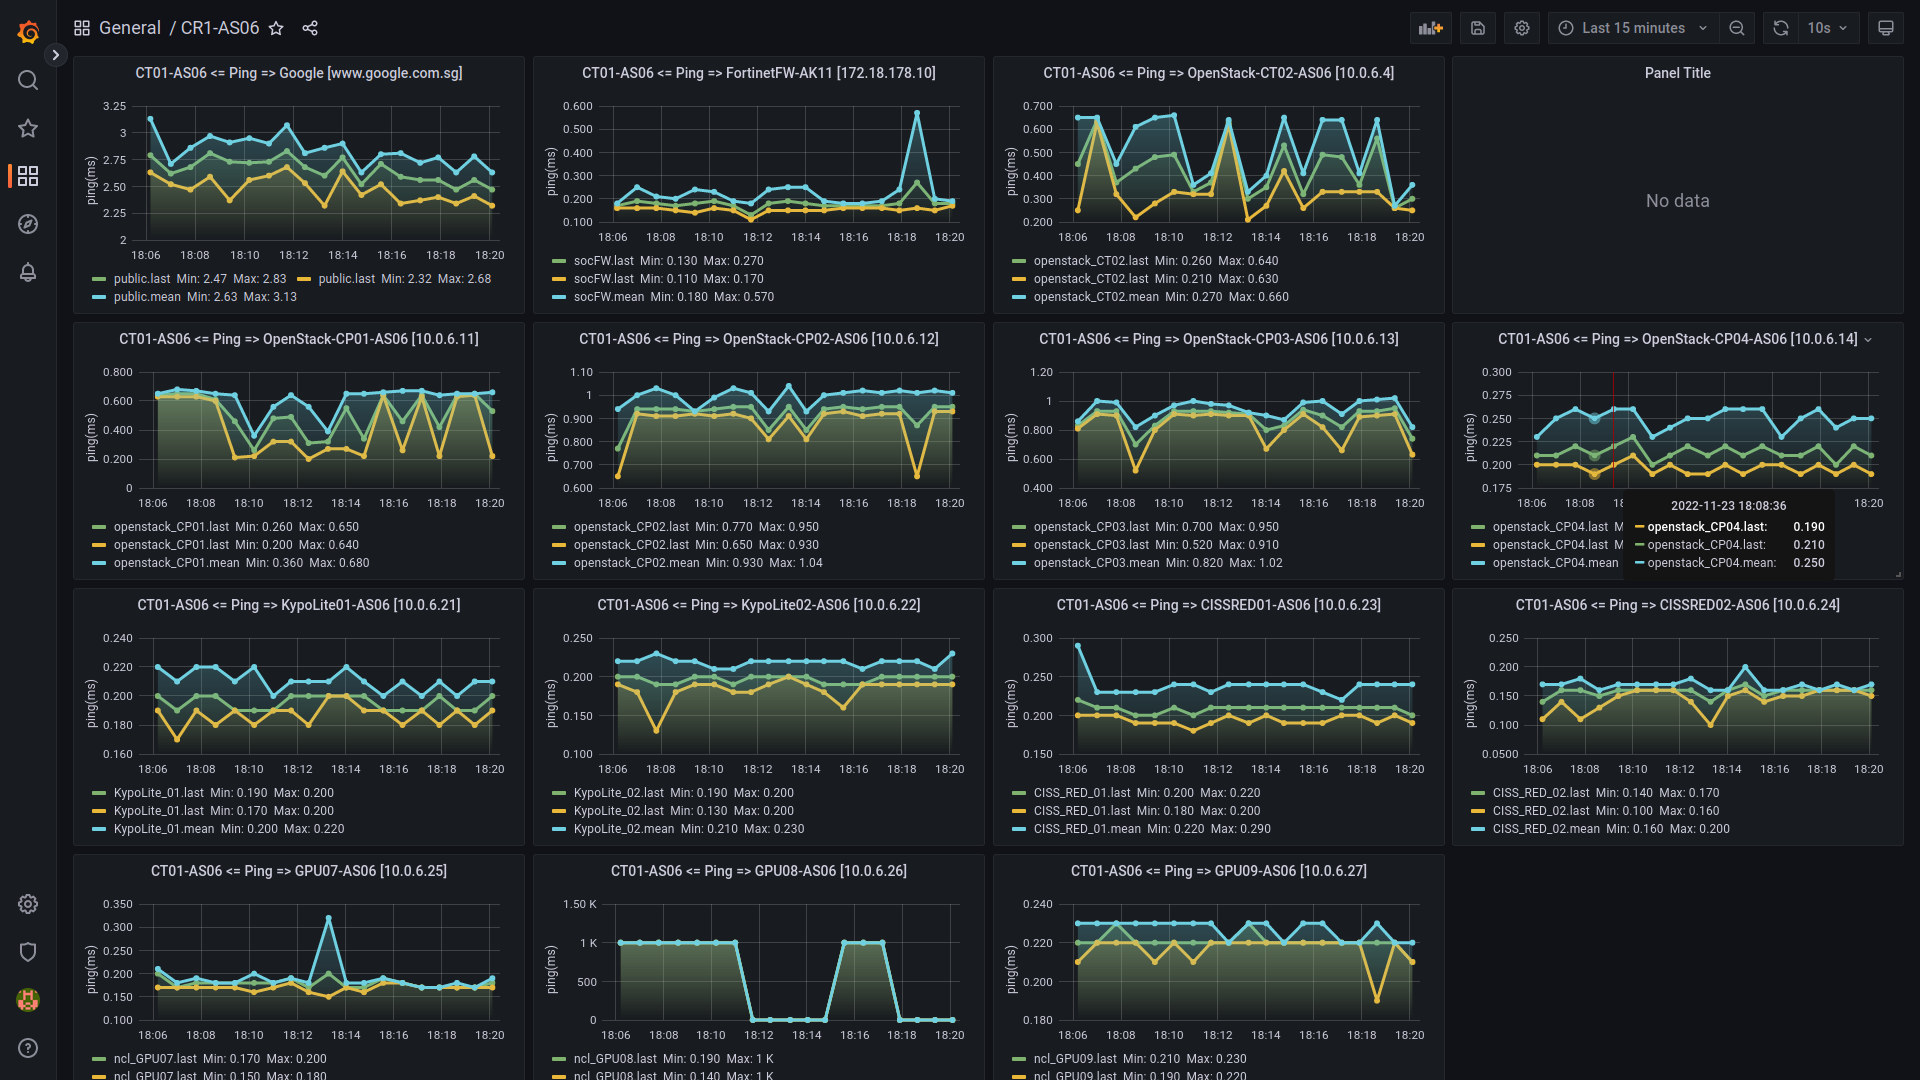 General / CR1-AS06
Last 15 minutes
10s
CT01-AS06 <= Ping => Google [www.google.com.sg]
ping(ms)
3.25
3
2.75
2.50
2.25
2
18:06 18:08 18:10 18:12 18:14 18:16 18:18 18:20
public.last Min: 2.47 Max: 2.83 public.last Min: 2.32 Max: 2.68
public.mean Min: 2.63 Max: 3.13
CT01-AS06 <= Ping => FortinetFW-AK11 [172.18.178.10]
ping(ms)
0.600
0.500
0.400
0.300
0.200
0.100
18:06 18:08 18:10 18:12 18:14 18:16 18:18 18:20
socFW.last Min: 0.130 Max: 0.270
socFW.last Min: 0.110 Max: 0.170
socFW.mean Min: 0.180 Max: 0.570
CT01-AS06 <= Ping => OpenStack-CT02-AS06 [10.0.6.4]
ping(ms)
0.700
0.600
0.500
0.400
0.300
0.200
18:06 18:08 18:10 18:12 18:14 18:16 18:18 18:20
openstack_CT02.last Min: 0.260 Max: 0.640
openstack_CT02.last Min: 0.210 Max: 0.630
openstack_CT02.mean Min: 0.270 Max: 0.660
Panel Title
No data
CT01-AS06 <= Ping => OpenStack-CP01-AS06 [10.0.6.11]
ping(ms)
0.800
0.600
0.400
0.200
0
18:06 18:08 18:10 18:12 18:14 18:16 18:18 18:20
openstack_CP01.last Min: 0.260 Max: 0.650
openstack_CP01.last Min: 0.200 Max: 0.640
openstack_CP01.mean Min: 0.360 Max: 0.680
CT01-AS06 <= Ping => OpenStack-CP02-AS06 [10.0.6.12]
ping(ms)
1.10
1
0.900
0.800
0.700
0.600
18:06 18:08 18:10 18:12 18:14 18:16 18:18 18:20
openstack_CP02.last Min: 0.770 Max: 0.950
openstack_CP02.last Min: 0.650 Max: 0.930
openstack_CP02.mean Min: 0.930 Max: 1.04
CT01-AS06 <= Ping => OpenStack-CP03-AS06 [10.0.6.13]
ping(ms)
1.20
1
0.800
0.600
0.400
18:06 18:08 18:10 18:12 18:14 18:16 18:18 18:20
openstack_CP03.last Min: 0.700 Max: 0.950
openstack_CP03.last Min: 0.520 Max: 0.910
openstack_CP03.mean Min: 0.820 Max: 1.02
CT01-AS06 <= Ping => OpenStack-CP04-AS06 [10.0.6.14]
ping(ms)
0.300
0.275
0.250
0.225
0.200
0.175
18:06 18:08 18 18:20
openstack_CP04.last M
openstack_CP04.last M
openstack_CP04.mean
2022-11-23 18:08:36
openstack_CP04.last: 0.190
openstack_CP04.last: 0.210
openstack_CP04.mean: 0.250
CT01-AS06 <= Ping => KypoLite01-AS06 [10.0.6.21]
ping(ms)
0.240
0.220
0.200
0.180
0.160
18:06 18:08 18:10 18:12 18:14 18:16 18:18 18:20
KypoLite_01.last Min: 0.190 Max: 0.200
KypoLite_01.last Min: 0.170 Max: 0.200
KypoLite_01.mean Min: 0.200 Max: 0.220
CT01-AS06 <= Ping => KypoLite02-AS06 [10.0.6.22]
ping(ms)
0.250
0.200
0.150
0.100
18:06 18:08 18:10 18:12 18:14 18:16 18:18 18:20
KypoLite_02.last Min: 0.190 Max: 0.200
KypoLite_02.last Min: 0.130 Max: 0.200
KypoLite_02.mean Min: 0.210 Max: 0.230
CT01-AS06 <= Ping => CISSRED01-AS06 [10.0.6.23]
ping(ms)
0.300
0.250
0.200
0.150
18:06 18:08 18:10 18:12 18:14 18:16 18:18 18:20
CISS_RED_01.last Min: 0.200 Max: 0.220
CISS_RED_01.last Min: 0.180 Max: 0.200
CISS_RED_01.mean Min: 0.220 Max: 0.290
CT01-AS06 <= Ping => CISSRED02-AS06 [10.0.6.24]
ping(ms)
0.250
0.200
0.150
0.100
0.0500
18:06 18:08 18:10 18:12 18:14 18:16 18:18 18:20
CISS_RED_02.last Min: 0.140 Max: 0.170
CISS_RED_02.last Min: 0.100 Max: 0.160
CISS_RED_02.mean Min: 0.160 Max: 0.200
CT01-AS06 <= Ping => GPU07-AS06 [10.0.6.25]
ping(ms)
0.350
0.300
0.250
0.200
0.150
0.100
18:06 18:08 18:10 18:12 18:14 18:16 18:18 18:20
ncl_GPU07.last Min: 0.170 Max: 0.200
ncl_GPU07.last Min: 0.150 Max: 0.180
CT01-AS06 <= Ping => GPU08-AS06 [10.0.6.26]
ping(ms)
1.50 K
1 K
500
0
18:06 18:08 18:10 18:12 18:14 18:16 18:18 18:20
ncl_GPU08.last Min: 0.190 Max: 1 K
ncl_GPU08.last Min: 0.140 Max: 1 K
CT01-AS06 <= Ping => GPU09-AS06 [10.0.6.27]
ping(ms)
0.240
0.220
0.200
0.180
18:06 18:08 18:10 18:12 18:14 18:16 18:18 18:20
ncl_GPU09.last Min: 0.210 Max: 0.230
ncl_GPU09.last Min: 0.190 Max: 0.220